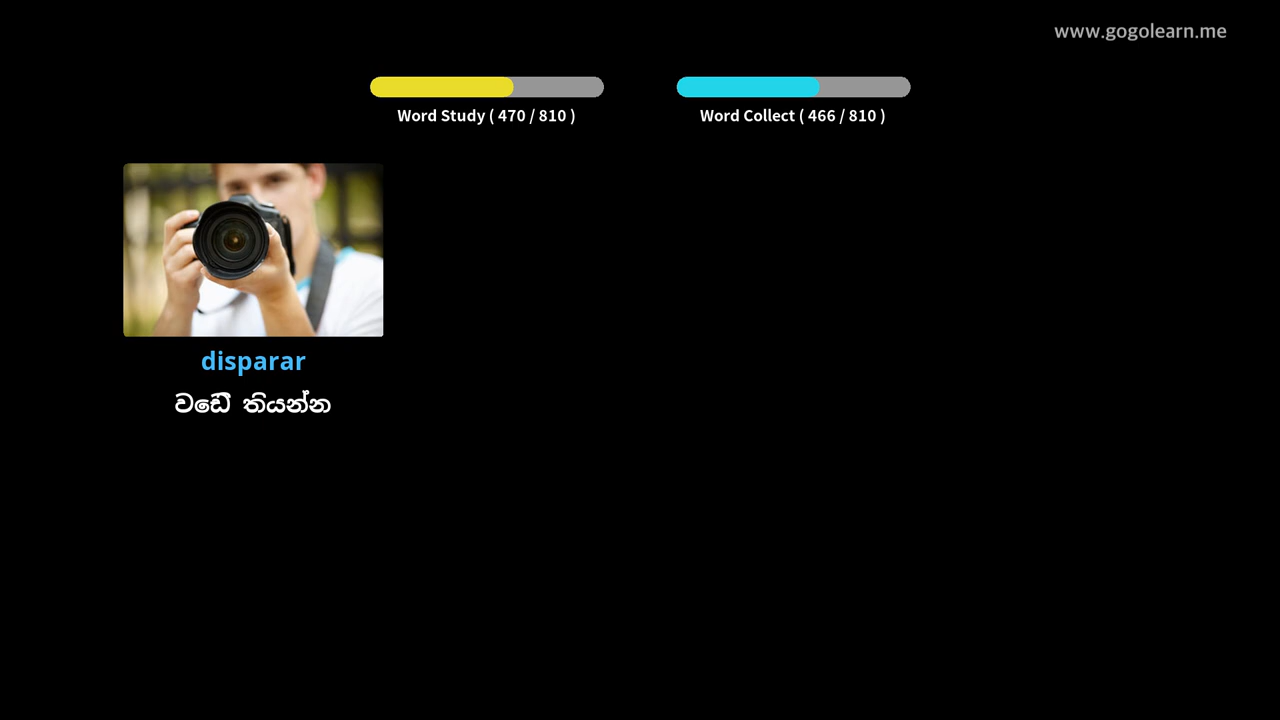 www.gogolearn.me
Word Study ( 470 / 810 )
Word Collect ( 466 / 810 )
disparar
වෙඩි තියන්න